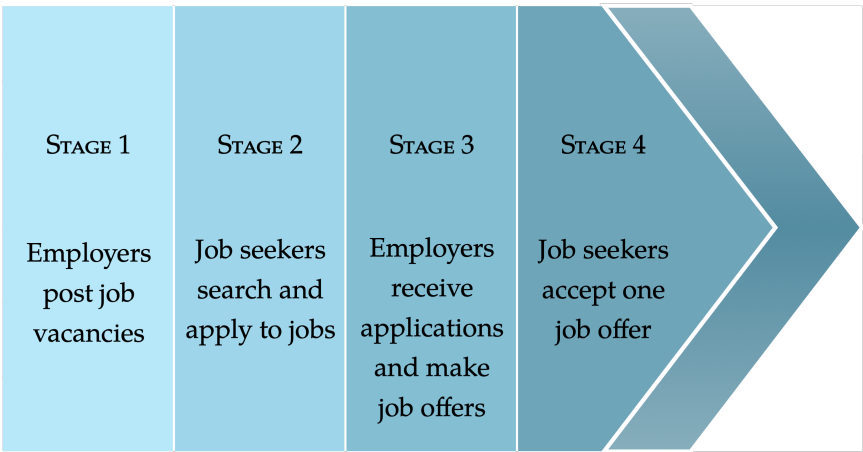 STAGE 1
Employers
post job
vacancies
STAGE 2
Job seekers
search and
apply to jobs
STAGE 3
Employers
receive
applications
and make
job offers
STAGE 4
Job seekers
accept one
job offer